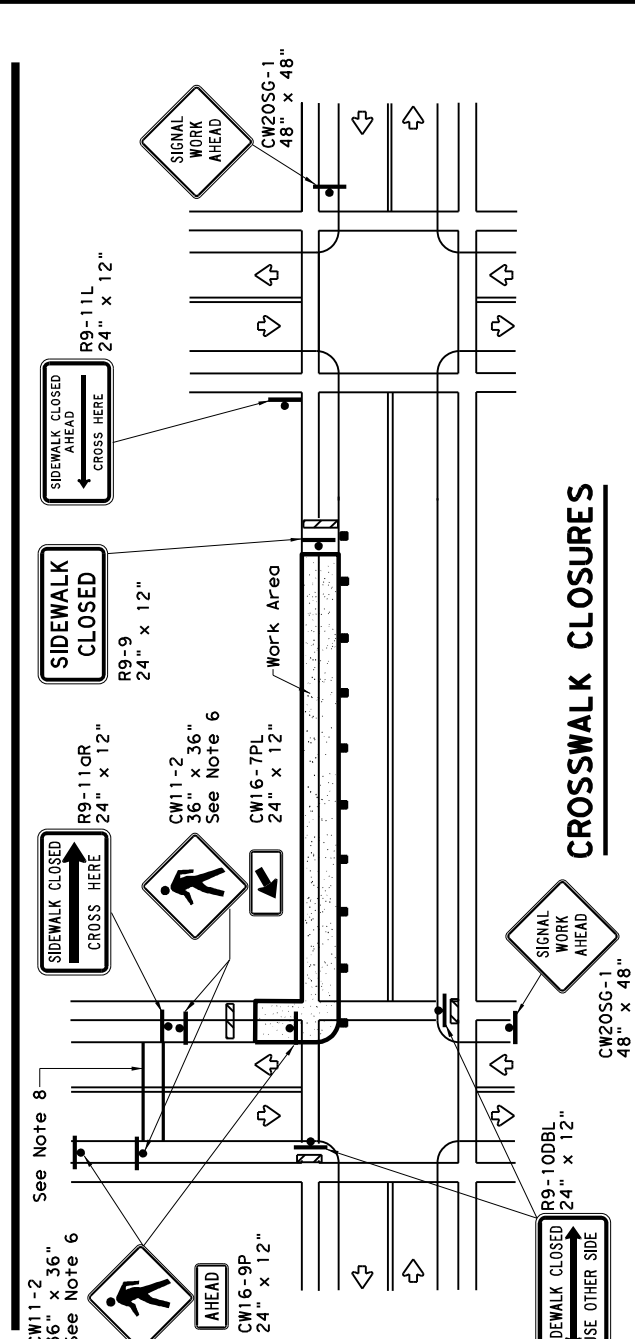 SIGNAL
WORK
AHEAD
CW20SG-1
48" x 48"
R9-11L
24" x 12"
SIDEWALK CLOSED
AHEAD
CROSS HERE
SIDEWALK
CLOSED
R9-9
24" x 12"
Work Area
R9-11aR
24" x 12"
SIDEWALK CLOSED
CROSS HERE
CW11-2
36" x 36"
See Note 6
CW16-7PL
24" x 12"
CROSSWALK CLOSURES
SIGNAL
WORK
AHEAD
CW20SG-1
48" x 48"
See Note 8
CW11-2
36" x 36"
See Note 6
AHEAD
CW16-9P
24" x 12"
R9-10DBL
24" x 12"
CLOSED
OTHER SIDE